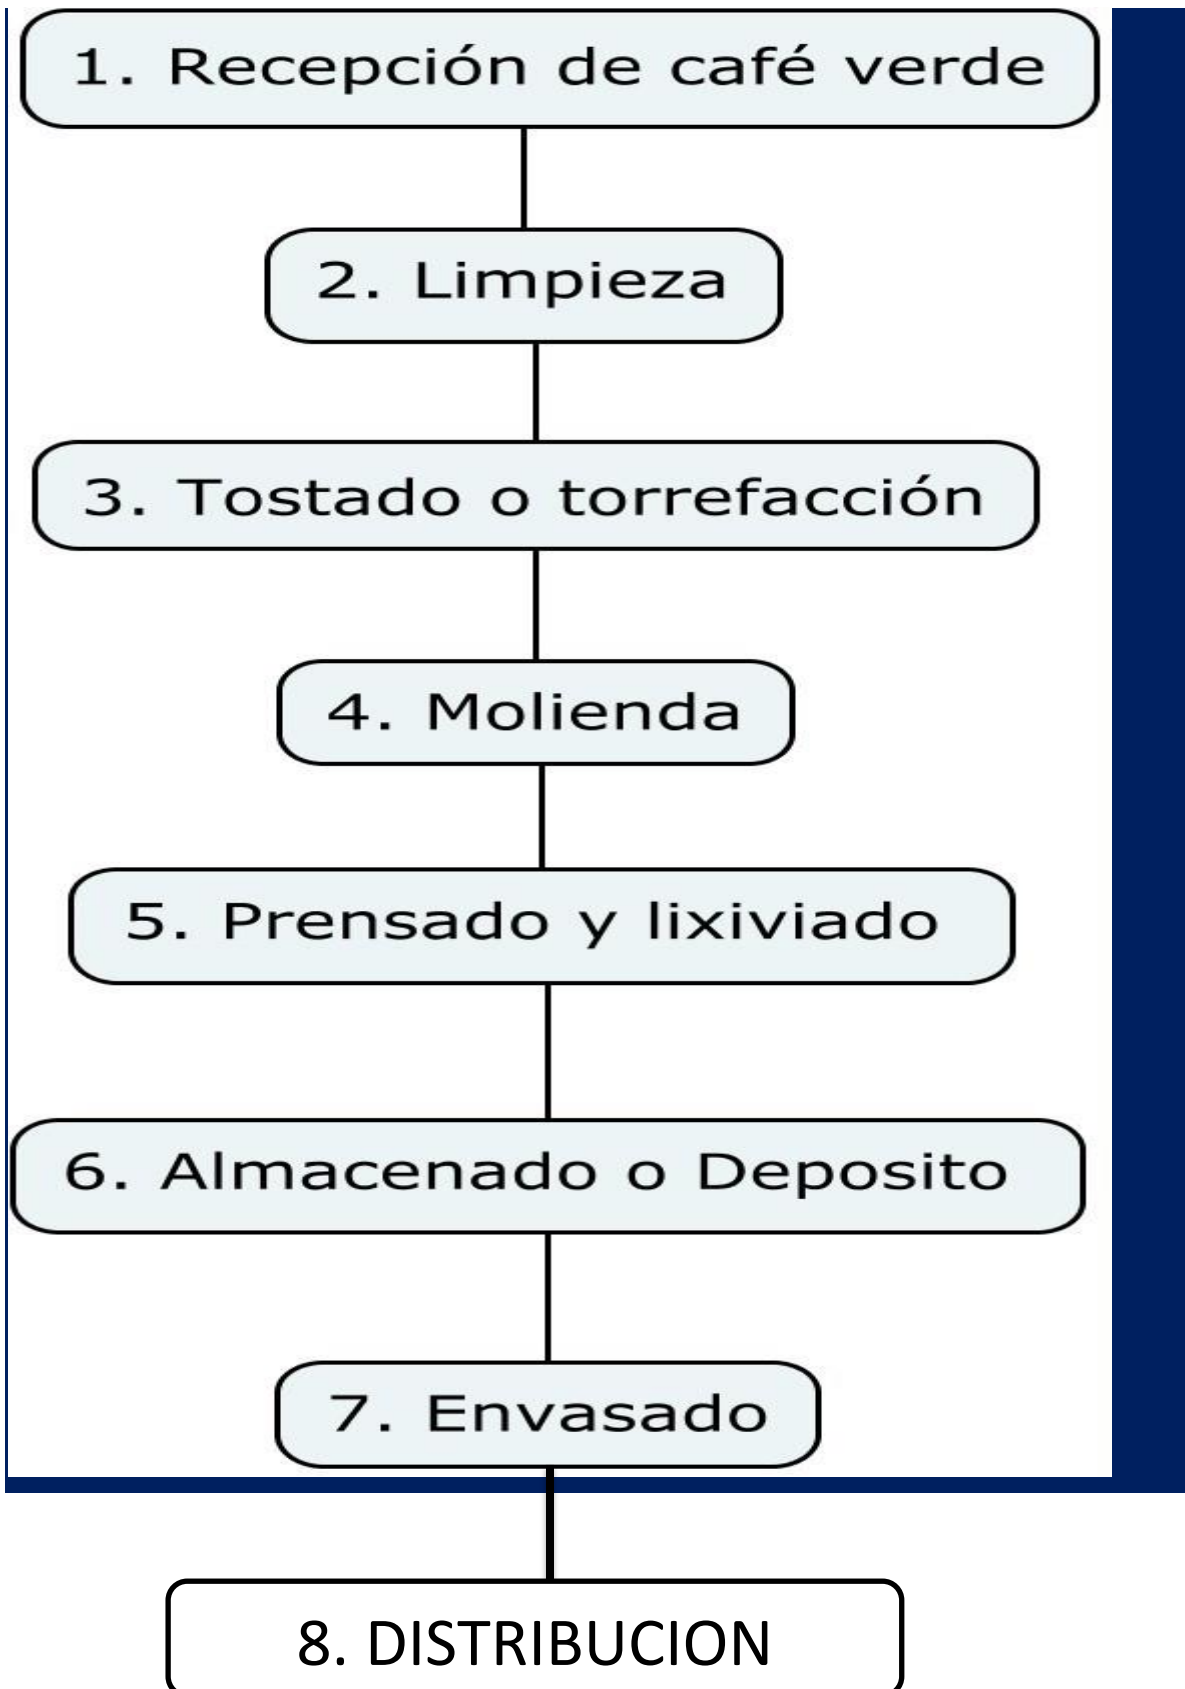 1. Recepción de café verde
2. Limpieza
3. Tostado o torrefacción
4. Molienda
5. Prensado y lixiviado
6. Almacenado o Deposito
7. Envasado
8. DISTRIBUCION